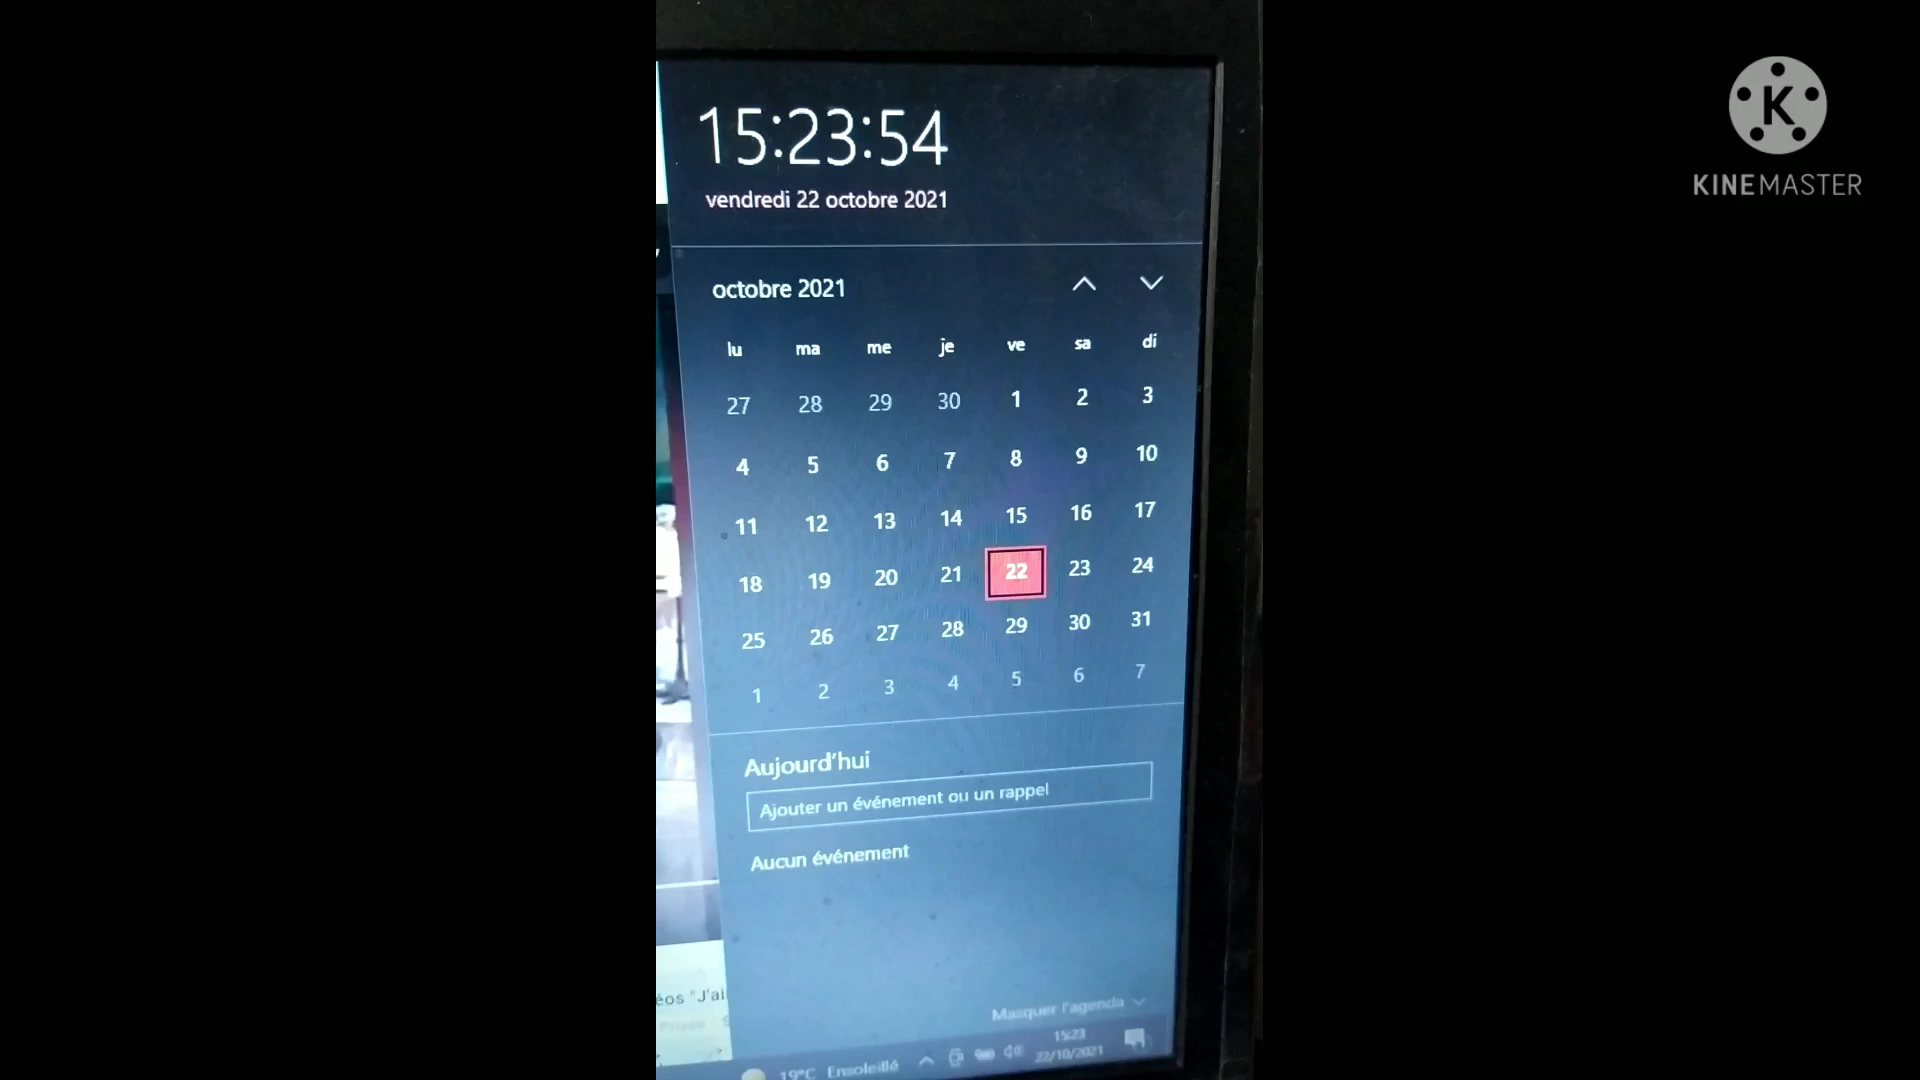 15:23:54
vendredi 22 octobre 2021
octobre 2021
lu ma me je ve sa di
27 28 29 30 1 2 3
4 5 6 7 8 9 10
11 12 13 14 15 16 17
18 19 20 21 22 23 24
25 26 27 28 29 30 31
1 2 3 4 5 6 7
Aujourd'hui
Ajouter un événement ou un rappel
Aucun événement
éos "J'ai
Privée
Masquer l'agenda
19°C Ensoleillé
15:23
22/10/2021
K
KINEMASTER